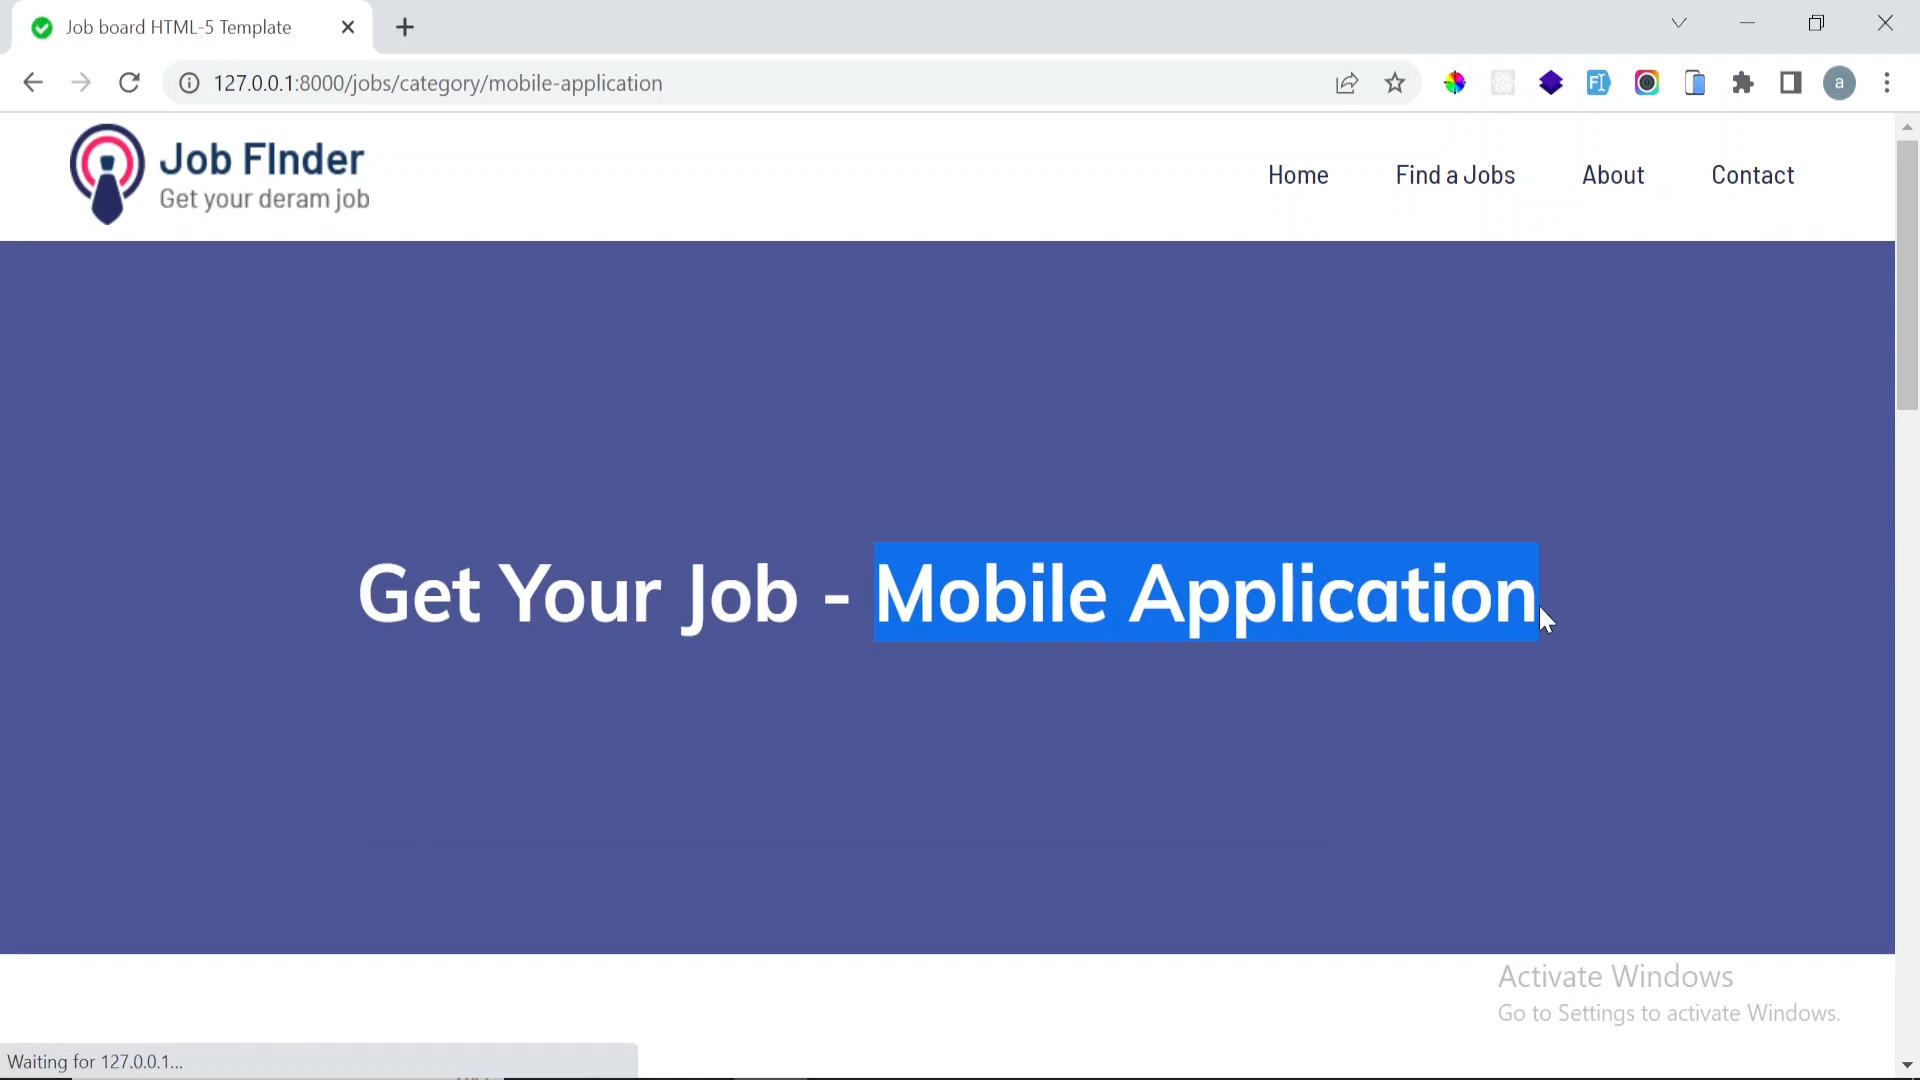 Job board HTML-5 Template
127.0.0.1:8000/jobs/category/mobile-application
a
Job FInder
Get your deram job
Home Find a Jobs About Contact
Get Your Job - Mobile Application
Activate Windows
Go to Settings to activate Windows.
Waiting for 127.0.0.1...